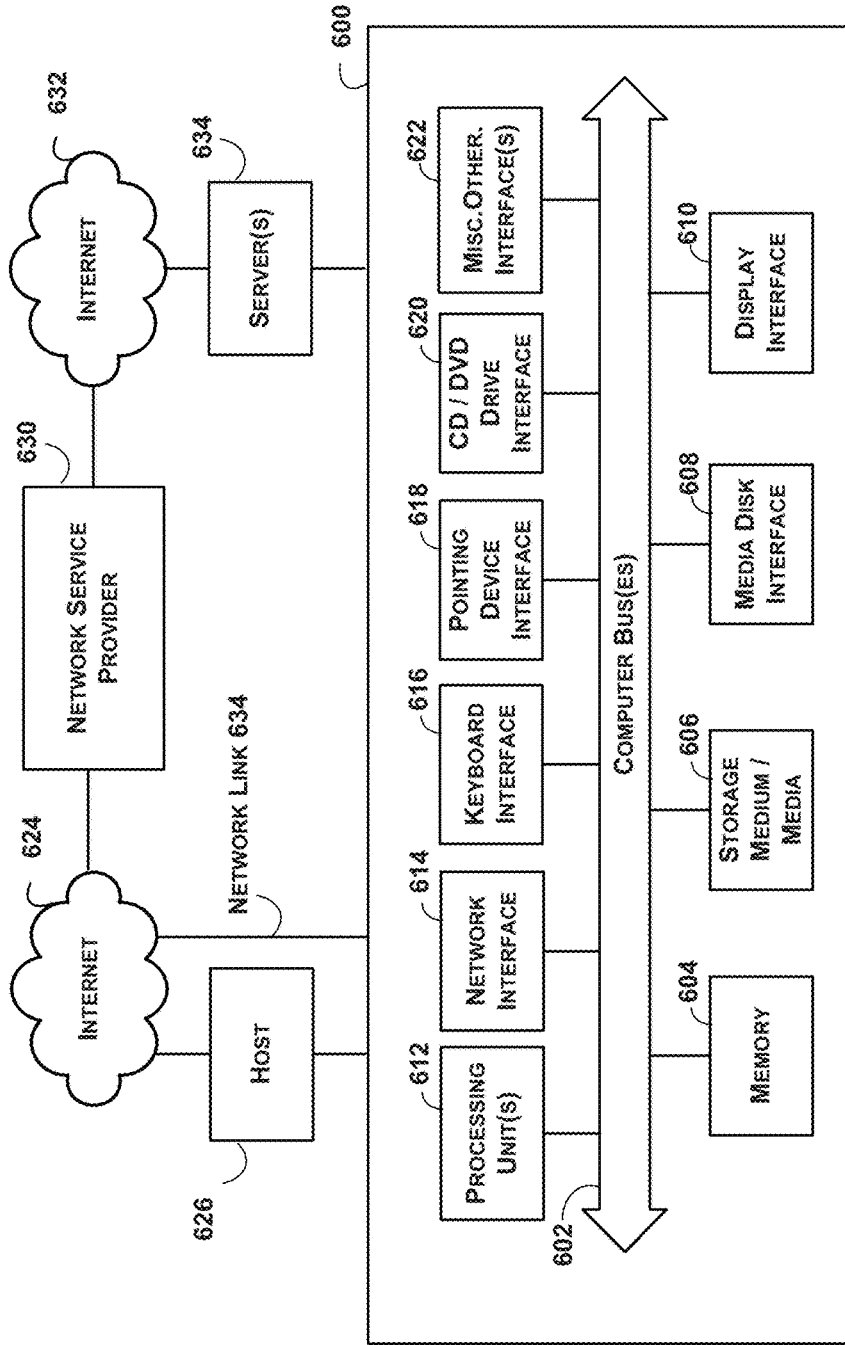 632
INTERNET
634
SERVER(S)
630
NETWORK SERVICE
PROVIDER
624
INTERNET
NETWORK LINK 634
HOST
626
600
612
PROCESSING
UNIT(S)
614
NETWORK
INTERFACE
616
KEYBOARD
INTERFACE
618
POINTING
DEVICE
INTERFACE
620
CD / DVD
DRIVE
INTERFACE
622
MISC.OTHER.
INTERFACE(S)
602
COMPUTER BUS(ES)
604
MEMORY
606
STORAGE
MEDIUM /
MEDIA
608
MEDIA DISK
INTERFACE
610
DISPLAY
INTERFACE